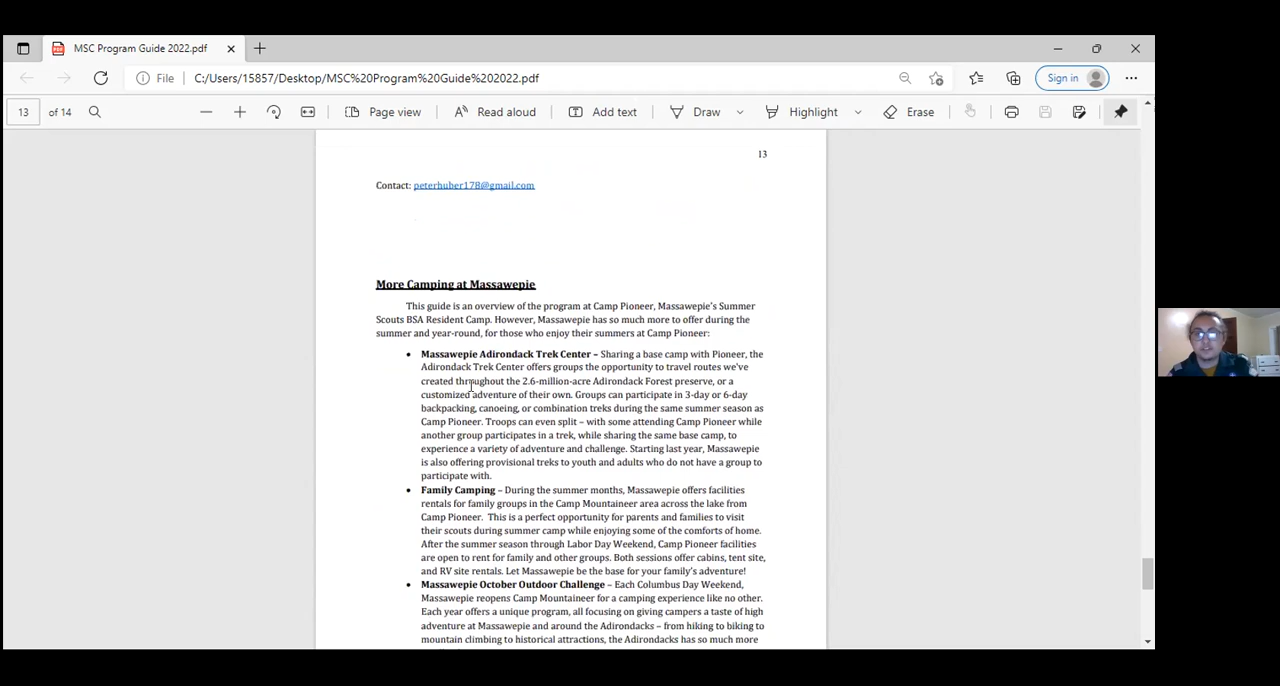 MSC Program Guide 2022.pdf
File C:/Users/15857/Desktop/MSC%20Program%20Guide%202022.pdf Sign in
13 of 14 Page view Read aloud Add text Draw Highlight Erase
13
Contact: peterhuber178@gmail.com
More Camping at Massawepie
This guide is an overview of the program at Camp Pioneer, Massawepie's Summer
Scouts BSA Resident Camp. However, Massawepie has so much more to offer during the
summer and year-round, for those who enjoy their summers at Camp Pioneer:
• Massawepie Adirondack Trek Center – Sharing a base camp with Pioneer, the
Adirondack Trek Center offers groups the opportunity to travel routes we've
created throughout the 2.6-million-acre Adirondack Forest preserve, or a
customized adventure of their own. Groups can participate in 3-day or 6-day
backpacking, canoeing, or combination treks during the same summer season as
Camp Pioneer. Troops can even split – with some attending Camp Pioneer while
another group participates in a trek, while sharing the same base camp, to
experience a variety of adventure and challenge. Starting last year, Massawepie
is also offering provisional treks to youth and adults who do not have a group to
participate with.
• Family Camping – During the summer months, Massawepie offers facilities
rentals for family groups in the Camp Mountaineer area across the lake from
Camp Pioneer. This is a perfect opportunity for parents and families to visit
their scouts during summer camp while enjoying some of the comforts of home.
After the summer season through Labor Day Weekend, Camp Pioneer facilities
are open to rent for family and other groups. Both sessions offer cabins, tent site,
and RV site rentals. Let Massawepie be the base for your family's adventure!
• Massawepie October Outdoor Challenge – Each Columbus Day Weekend,
Massawepie reopens Camp Mountaineer for a camping experience like no other.
Each year offers a unique program, all focusing on giving campers a taste of high
adventure at Massawepie and around the Adirondacks – from hiking to biking to
mountain climbing to historical attractions, the Adirondacks has so much more